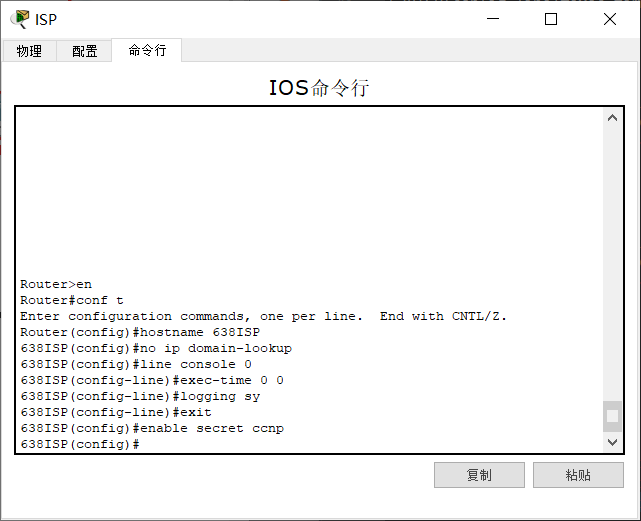 ISP
物理 配置 命令行
IOS命令行
Router>en
Router#conf t
Enter configuration commands, one per line.  End with CNTL/Z.
Router(config)#hostname 638ISP
638ISP(config)#no ip domain-lookup
638ISP(config)#line console 0
638ISP(config-line)#exec-time 0 0
638ISP(config-line)#logging sy
638ISP(config-line)#exit
638ISP(config)#enable secret ccnp
638ISP(config)#
复制 粘贴